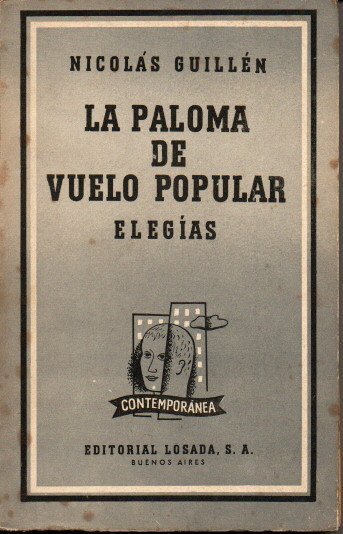 NICOLÁS GUILLÉN
LA PALOMA
DE
VUELO POPULAR
ELEGÍAS
CONTEMPORÁNEA
EDITORIAL LOSADA, S. A.
BUENOS AIRES